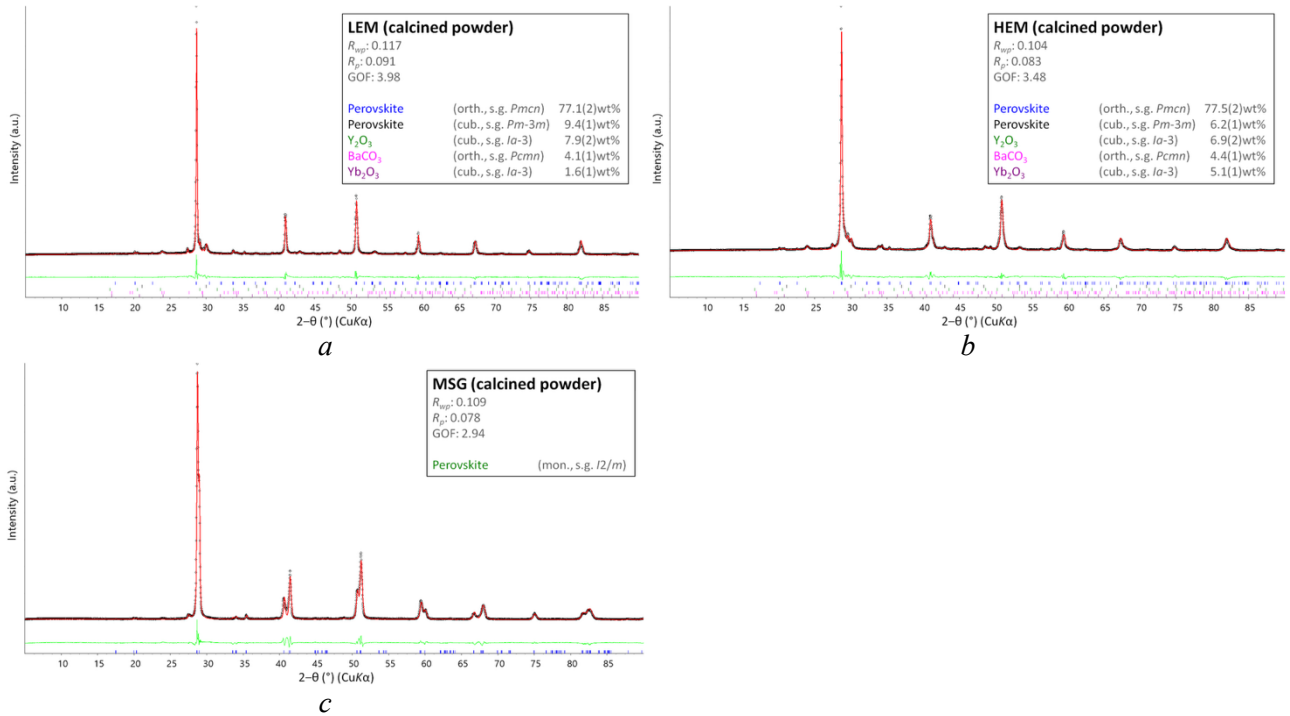 LEM (calcined powder)
Rwp: 0.117
Rp: 0.091
GOF: 3.98
Perovskite (orth., s.g. Pmcn) 77.1(2)wt%
Perovskite (cub., s.g. Pm-3m) 9.4(1)wt%
Y2O3 (cub., s.g. Ia-3) 7.9(2)wt%
BaCO3 (orth., s.g. Pcmn) 4.1(1)wt%
Yb2O3 (cub., s.g. Ia-3) 1.6(1)wt%
Intensity (a.u.)
10 15 20 25 30 35 40 45 50 55 60 65 70 75 80 85
2-θ (°) (CuKα)
a
HEM (calcined powder)
Rwp: 0.104
Rp: 0.083
GOF: 3.48
Perovskite (orth., s.g. Pmcn) 77.5(2)wt%
Perovskite (cub., s.g. Pm-3m) 6.2(1)wt%
Y2O3 (cub., s.g. Ia-3) 6.9(2)wt%
BaCO3 (orth., s.g. Pcmn) 4.4(1)wt%
Yb2O3 (cub., s.g. Ia-3) 5.1(1)wt%
Intensity (a.u.)
10 15 20 25 30 35 40 45 50 55 60 65 70 75 80 85
2-θ (°) (CuKα)
b
MSG (calcined powder)
Rwp: 0.109
Rp: 0.078
GOF: 2.94
Perovskite (mon., s.g. I2/m)
Intensity (a.u.)
10 15 20 25 30 35 40 45 50 55 60 65 70 75 80 85
2-θ (°) (CuKα)
c